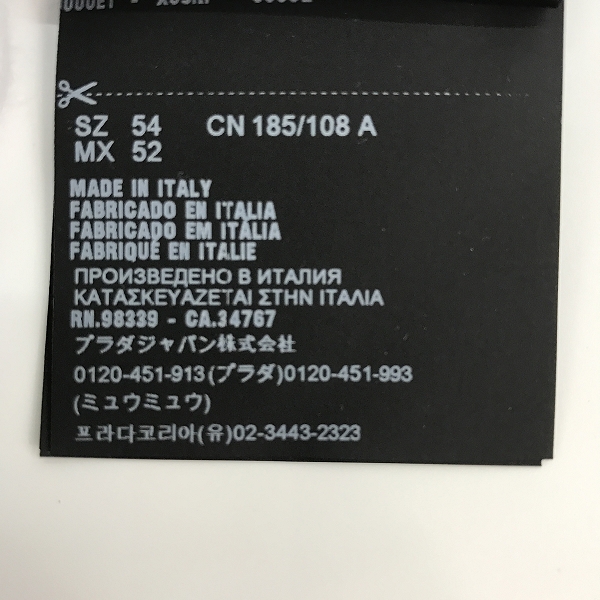 SZ 54 CN 185/108 A
MX 52
MADE IN ITALY
FABRICADO EN ITALIA
FABRICADO EM ITÁLIA
FABRIQUÉ EN ITALIE
ПРОИЗВЕДЕНО В ИТАЛИЯ
ΚΑΤΑΣΚΕΥΑΖΕΤΑΙ ΣΤΗΝ ΙΤΑΛΙΑ
RN.98339 - CA.34767
プラダジャパン株式会社
0120-451-913(プラダ)0120-451-993
(ミュウミュウ)
프라다코리아(유)02-3443-2323